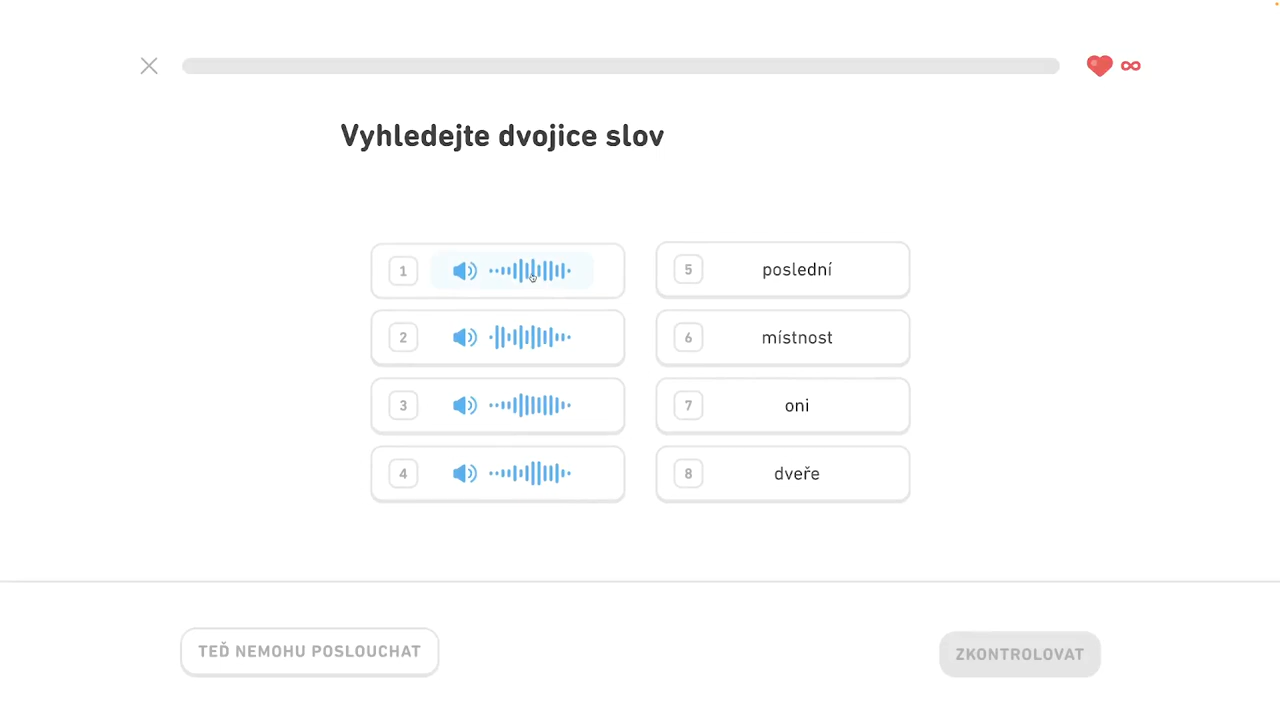 ∞
Vyhledejte dvojice slov
1
5 poslední
2
6 místnost
3
7 oni
4
8 dveře
TEĎ NEMOHU POSLOUCHAT
ZKONTROLOVAT